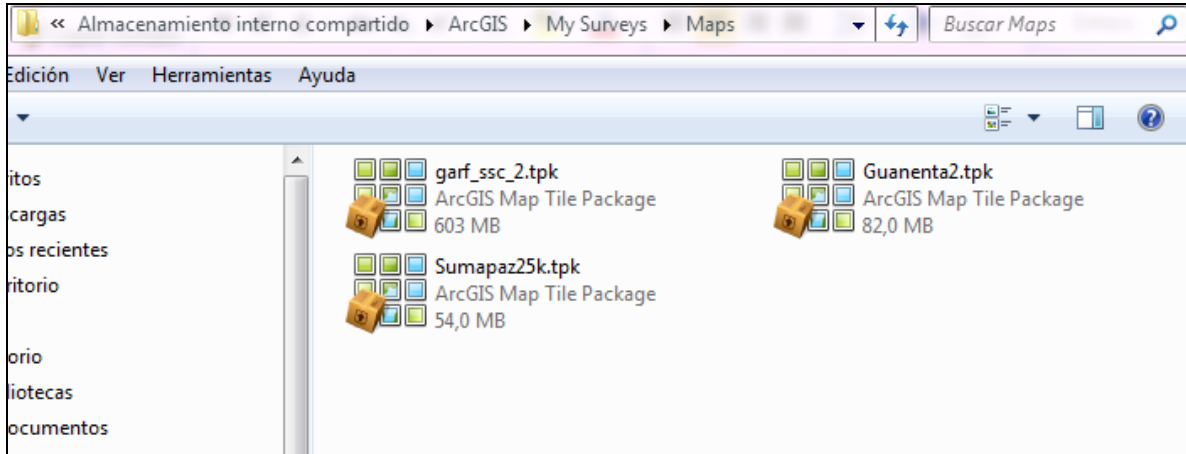 « Almacenamiento interno compartido ▸ ArcGIS ▸ My Surveys ▸ Maps
Buscar Maps
Edición Ver Herramientas Ayuda
ritos
cargas
os recientes
ritorio
orio
liotecas
ocumentos
garf_ssc_2.tpk
ArcGIS Map Tile Package
603 MB
Guanenta2.tpk
ArcGIS Map Tile Package
82,0 MB
Sumapaz25k.tpk
ArcGIS Map Tile Package
54,0 MB